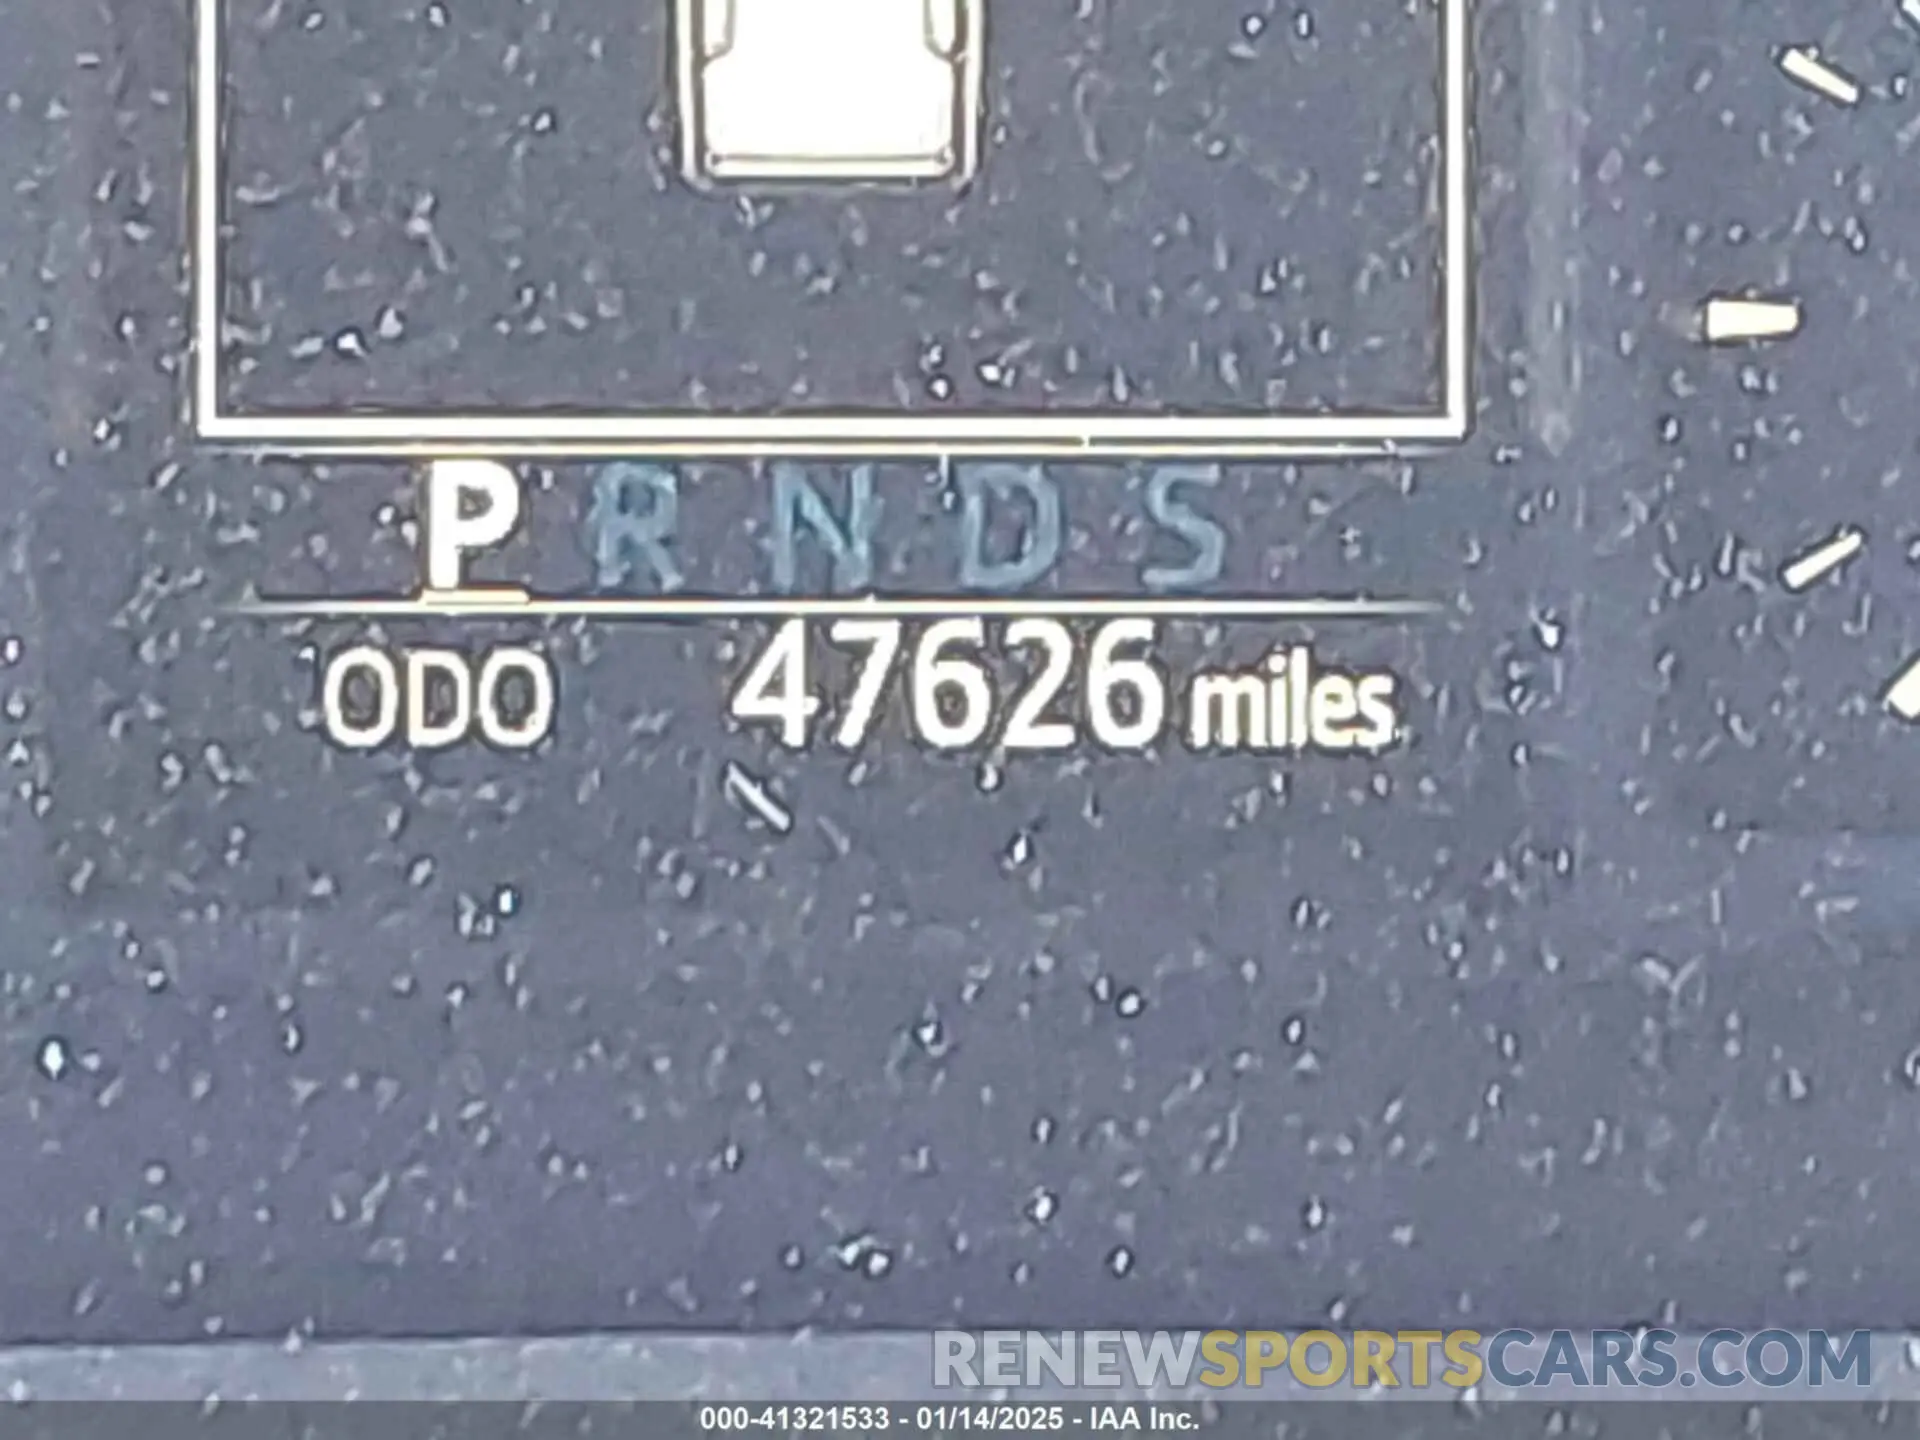 P R N D S
ODO 47626 miles
RENEWSPORTSCARS.COM
000-41321533 - 01/14/2025 - IAA Inc.